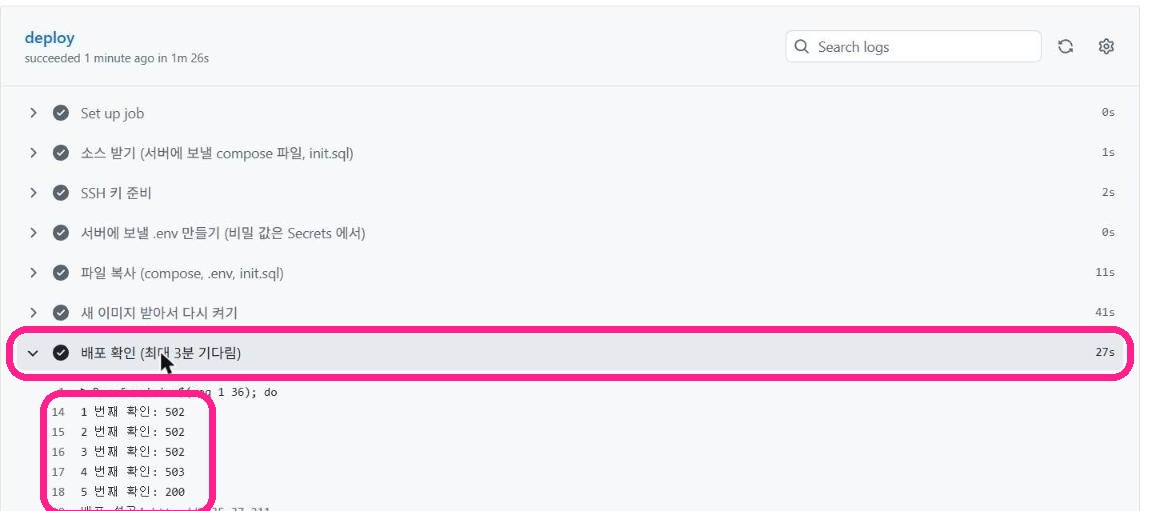 deploy
succeeded 1 minute ago in 1m 26s
Search logs
Set up job 0s
소스 받기 (서버에 보낼 compose 파일, init.sql) 1s
SSH 키 준비 2s
서버에 보낼 .env 만들기 (비밀 값은 Secrets 에서) 0s
파일 복사 (compose, .env, init.sql) 11s
새 이미지 받아서 다시 켜기 41s
배포 확인 (최대 3분 기다림) 27s
1 36); do
14 1 번째 확인: 502
15 2 번째 확인: 502
16 3 번째 확인: 502
17 4 번째 확인: 503
18 5 번째 확인: 200